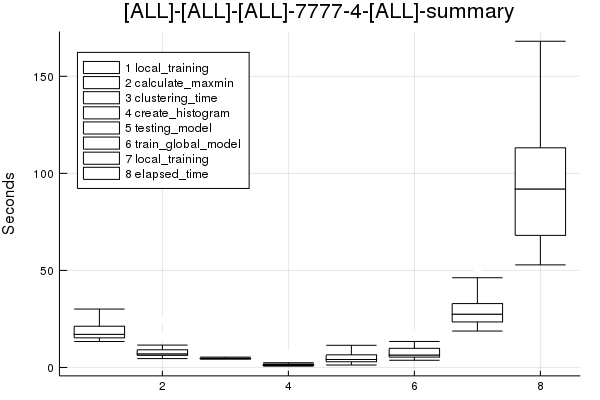 [ALL]-[ALL]-[ALL]-7777-4-[ALL]-summary
Seconds
150
100
50
0
1 local_training
2 calculate_maxmin
3 clustering_time
4 create_histogram
5 testing_model
6 train_global_model
7 local_training
8 elapsed_time
2 4 6 8